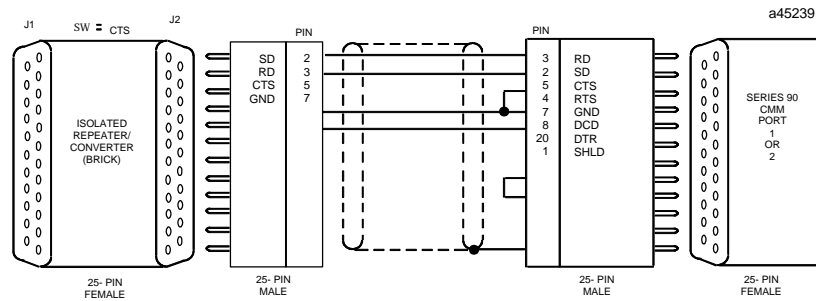 a45239
J1
SW = CTS
J2
ISOLATED
REPEATER/
CONVERTER
(BRICK)
25- PIN
FEMALE
PIN
SD 2
RD 3
CTS 5
GND 7
25- PIN
MALE
PIN
3 RD
2 SD
5 CTS
4 RTS
7 GND
8 DCD
20 DTR
1 SHLD
25- PIN
MALE
SERIES 90
CMM
PORT
1
OR
2
25- PIN
FEMALE